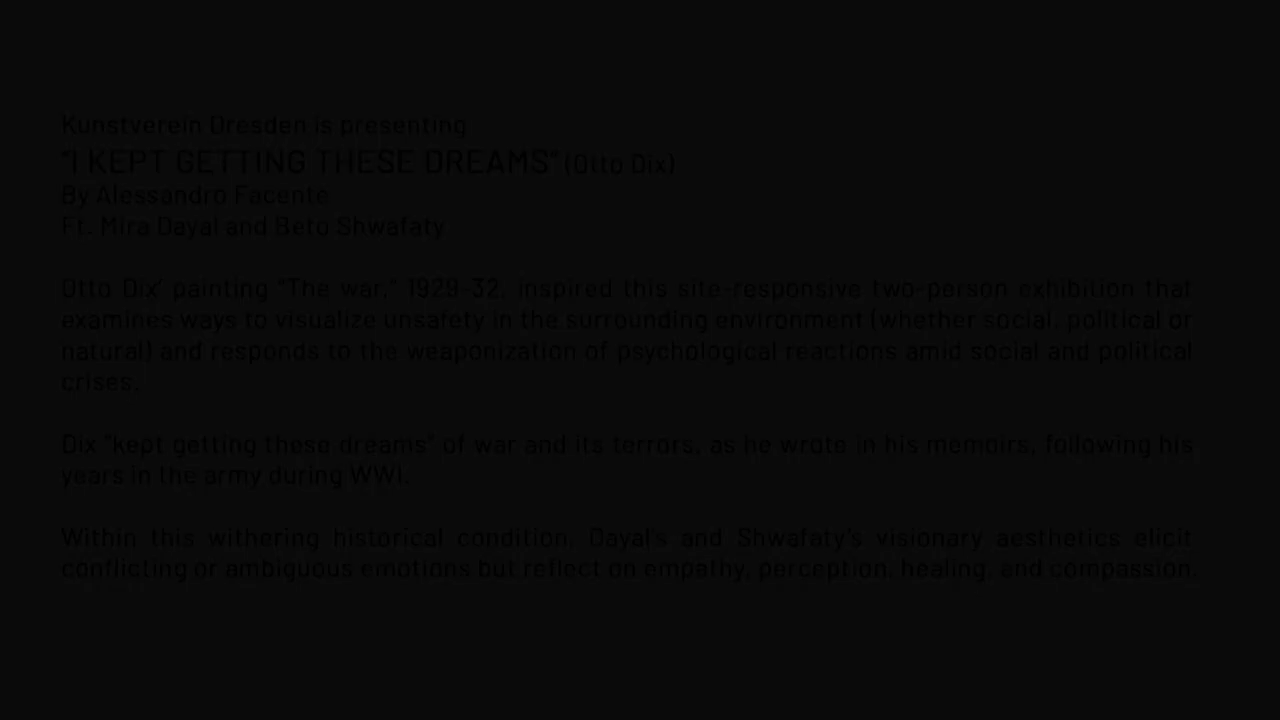 Kunstverein Dresden is presenting
"I KEPT GETTING THESE DREAMS" (Otto Dix)
By Alessandro Facente
Ft. Mira Dayal and Beto Shwafaty
Otto Dix' painting "The war," 1929-32, inspired this site-responsive two-person exhibition that
examines ways to visualize unsafety in the surrounding environment (whether social, political or
natural) and responds to the weaponization of psychological reactions amid social and political
crises.
Dix "kept getting these dreams" of war and its terrors, as he wrote in his memoirs, following his
years in the army during WWI.
Within this withering historical condition, Dayal's and Shwafaty's visionary aesthetics elicit
conflicting or ambiguous emotions but reflect on empathy, perception, healing, and compassion.